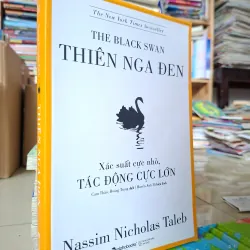 The New York Times Bestseller
THE BLACK SWAN
THIÊN NGA ĐEN
Xác suất cực nhỏ,
TÁC ĐỘNG CỰC LỚN
Nassim Nicholas Taleb